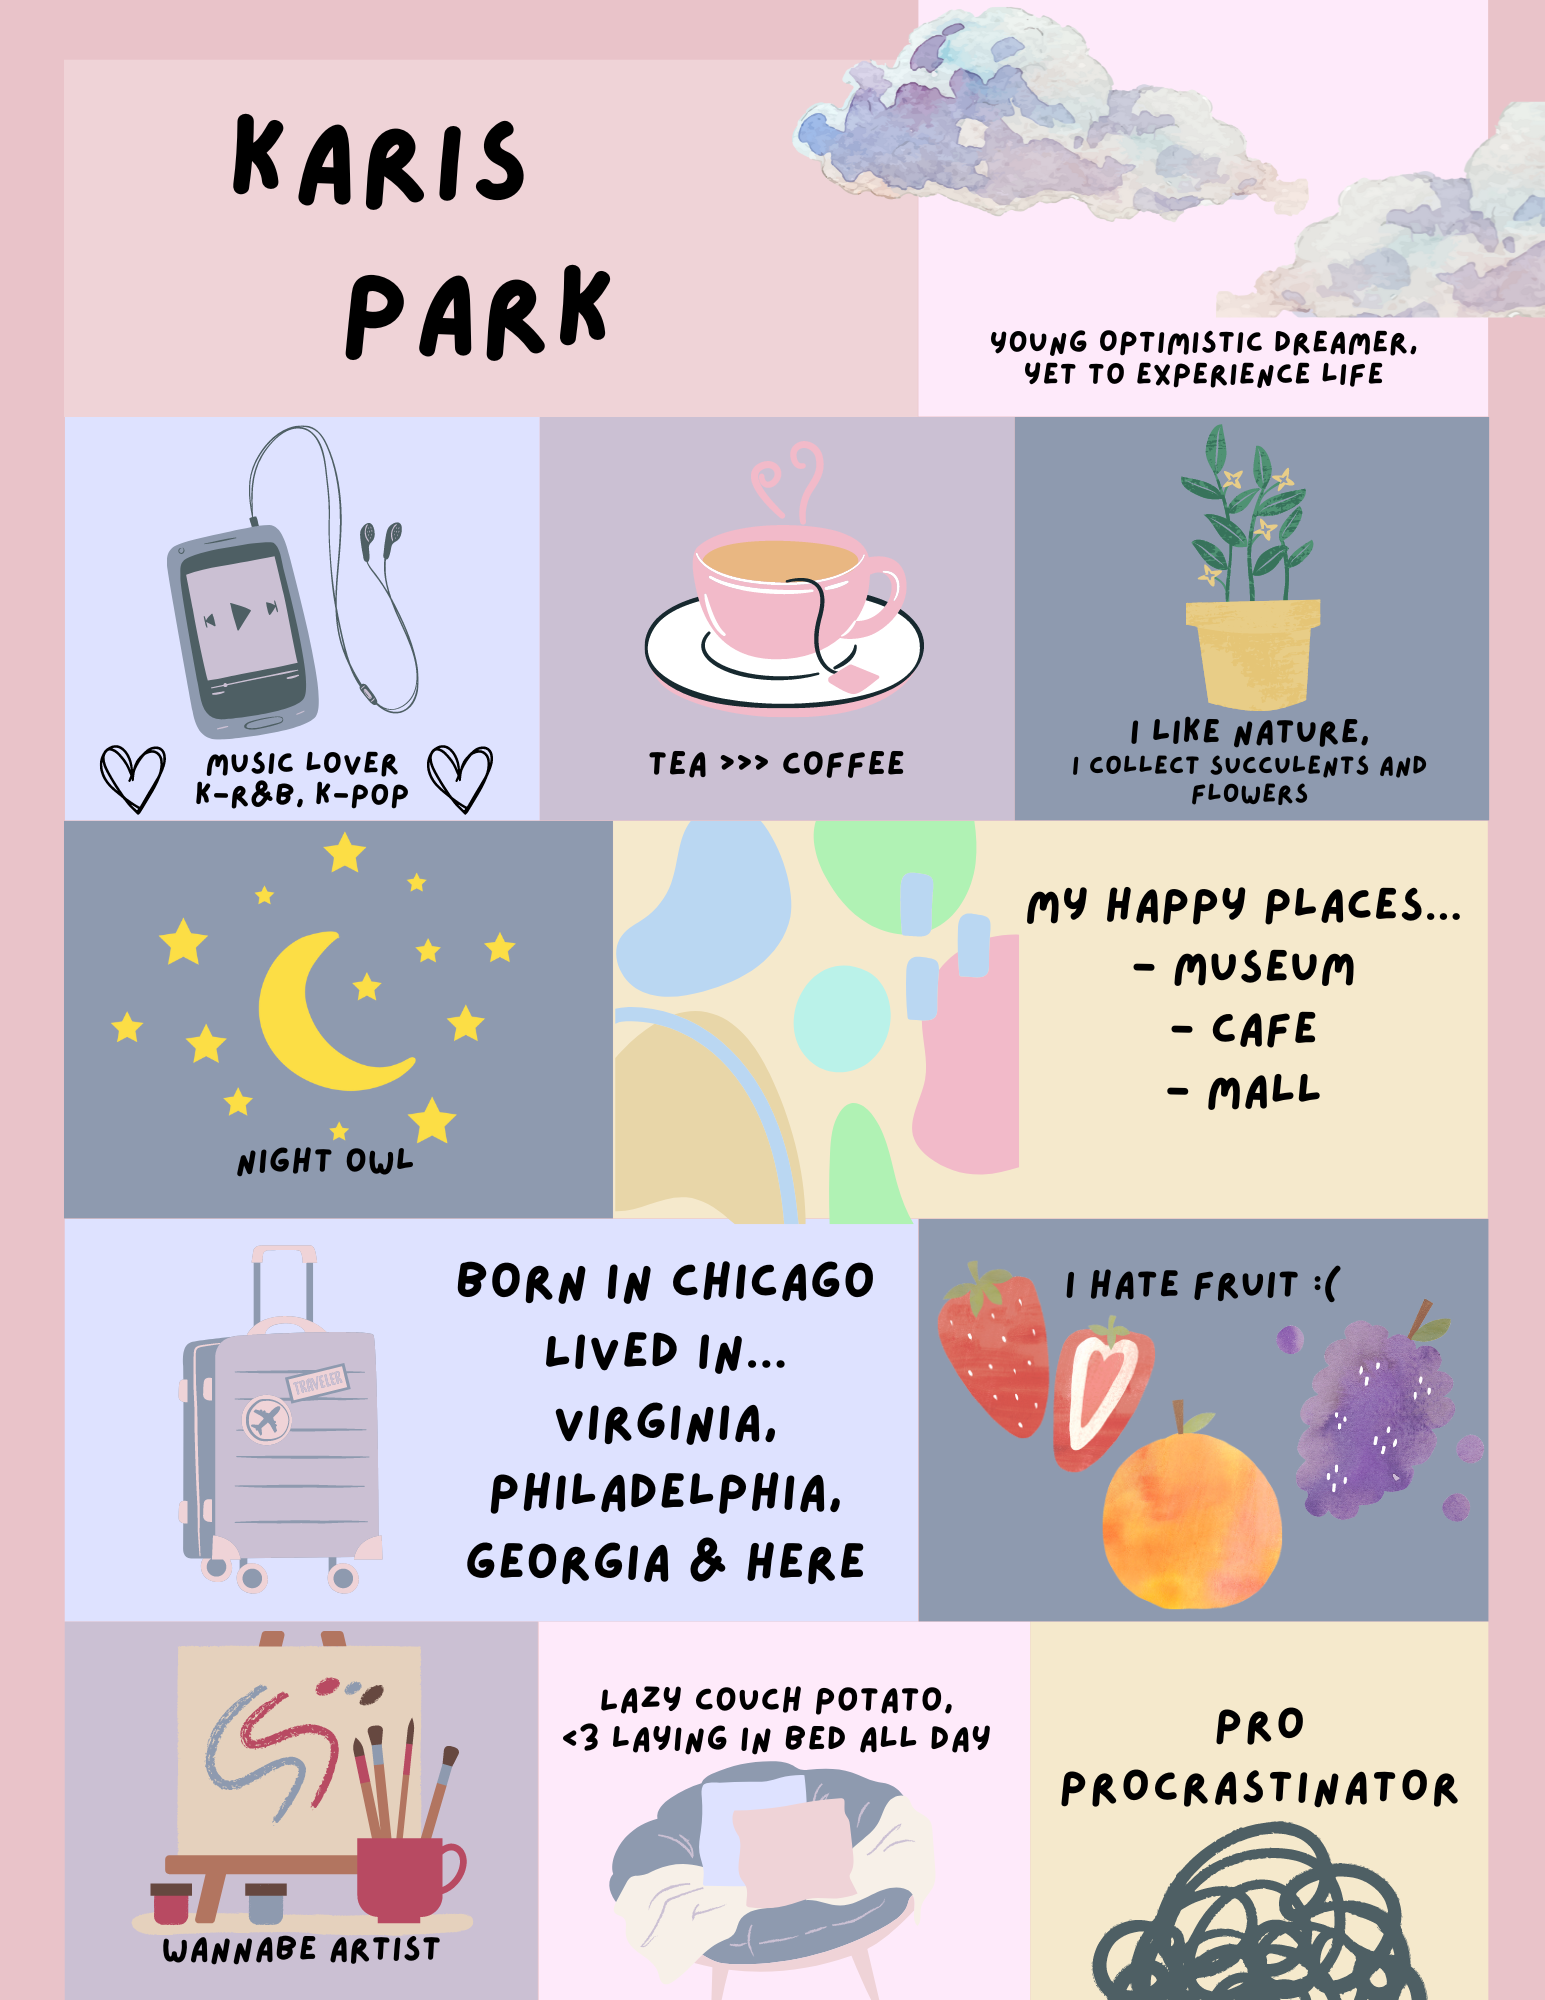 KARIS
PARK
YOUNG OPTIMISTIC DREAMER,
YET TO EXPERIENCE LIFE
MUSIC LOVER
K-R&B, K-POP
TEA >>> COFFEE
I LIKE NATURE,
I COLLECT SUCCULENTS AND
FLOWERS
NIGHT OWL
MY HAPPY PLACES...
- MUSEUM
- CAFE
- MALL
TRAVELER
BORN IN CHICAGO
LIVED IN...
VIRGINIA,
PHILADELPHIA,
GEORGIA & HERE
I HATE FRUIT :(
WANNABE ARTIST
LAZY COUCH POTATO,
<3 LAYING IN BED ALL DAY
PRO
PROCRASTINATOR